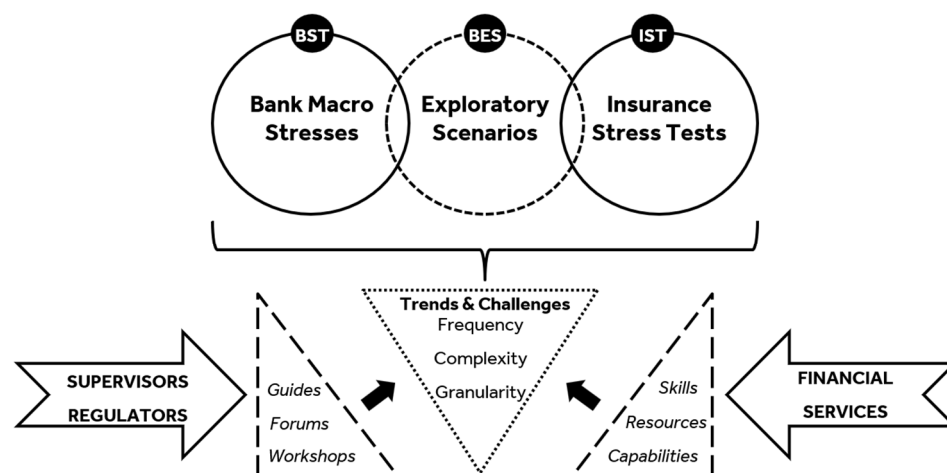 BST
BES
IST
Bank Macro
Stresses
Exploratory
Scenarios
Insurance
Stress Tests
Trends & Challenges
Frequency
Complexity
Granularity
SUPERVISORS
REGULATORS
Guides
Forums
Workshops
Skills
Resources
Capabilities
FINANCIAL
SERVICES